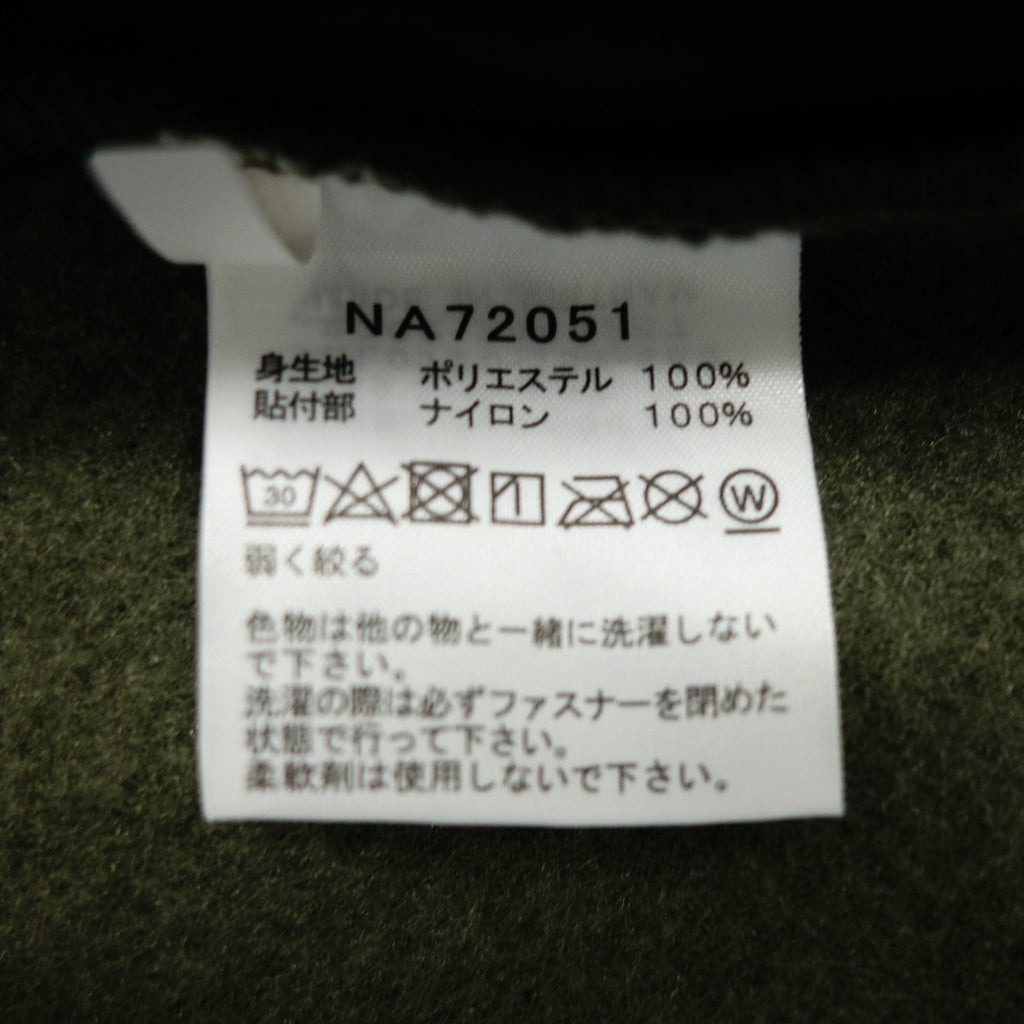 NA72051
身生地 ポリエステル 100%
貼付部 ナイロン 100%
30 W
弱く絞る
色物は他の物と一緒に洗濯しない
で下さい。
洗濯の際は必ずファスナーを閉めた
状態で行って下さい。
柔軟剤は使用しないで下さい。